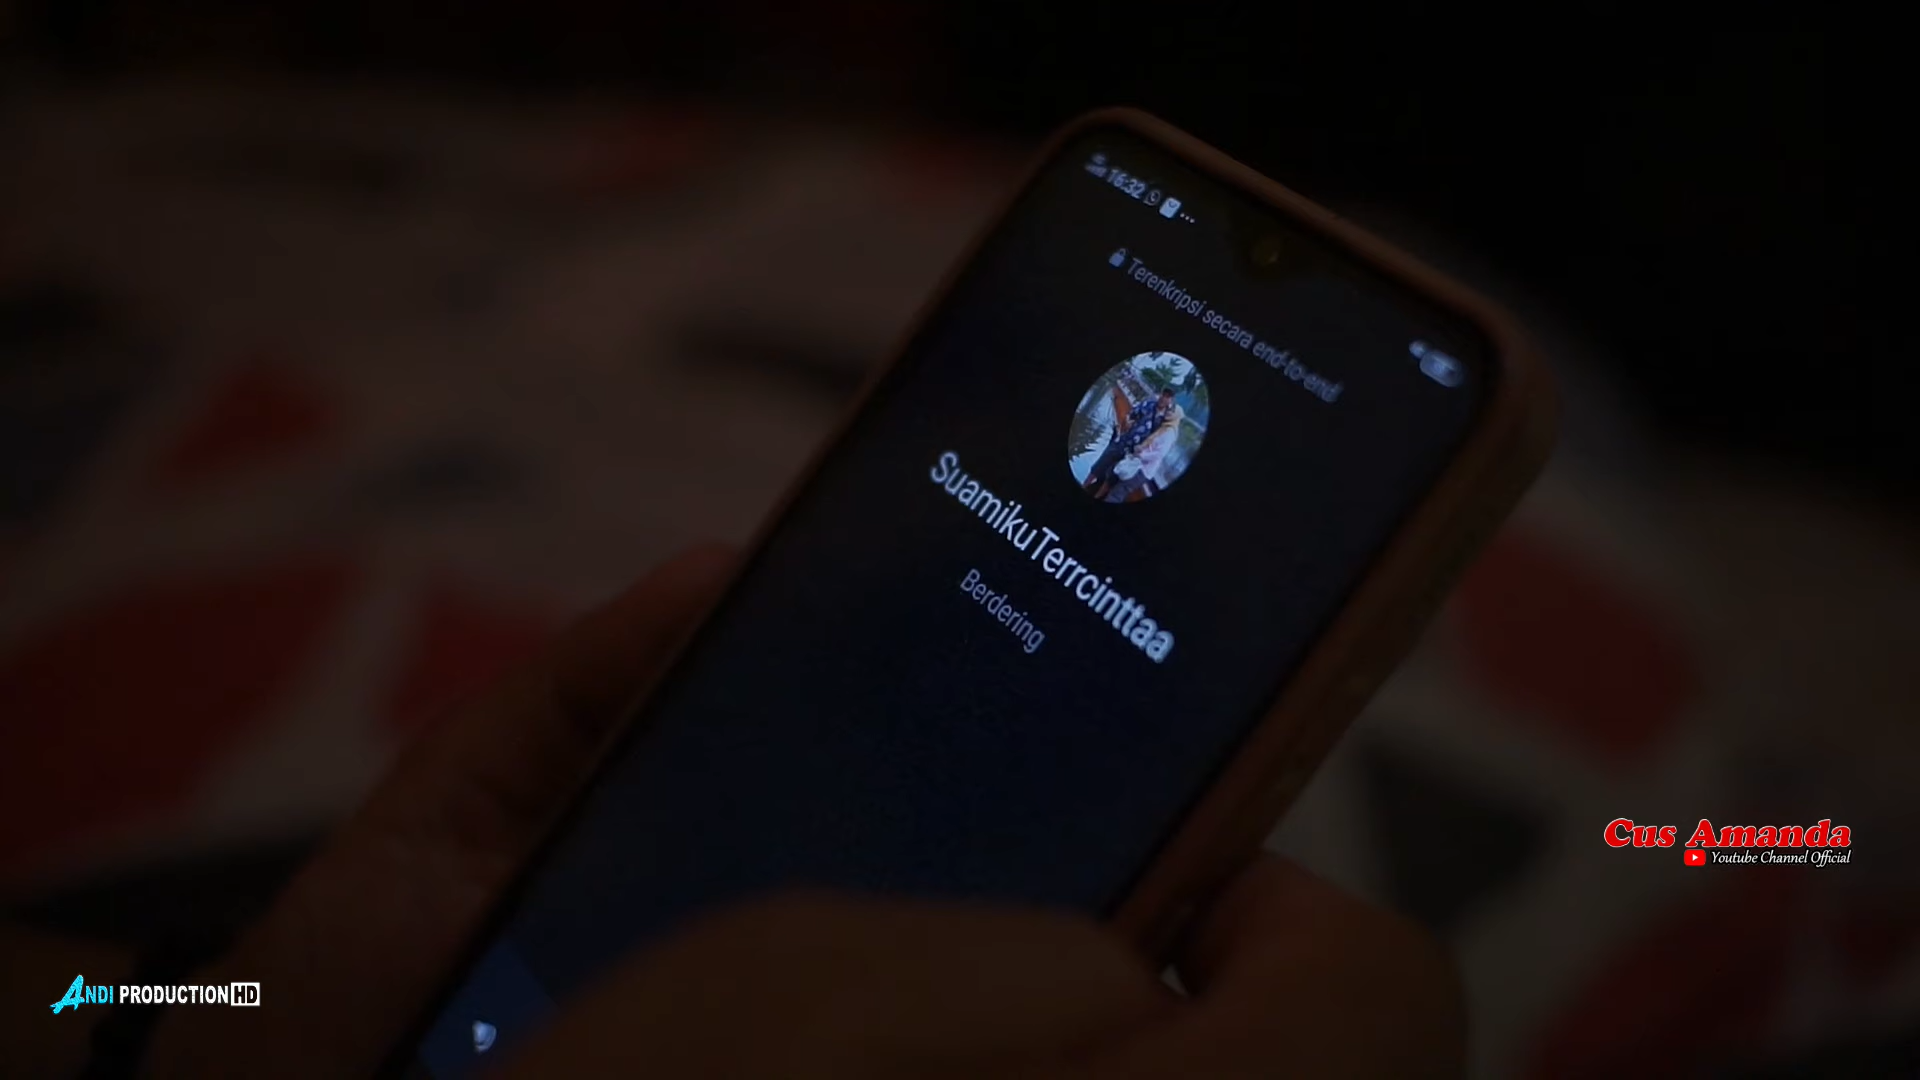 16:32
Terenkripsi secara end-to-end
SuamikuTerrcinttaa
Berdering
Cus Amanda
Youtube Channel Official
ANDI PRODUCTION HD